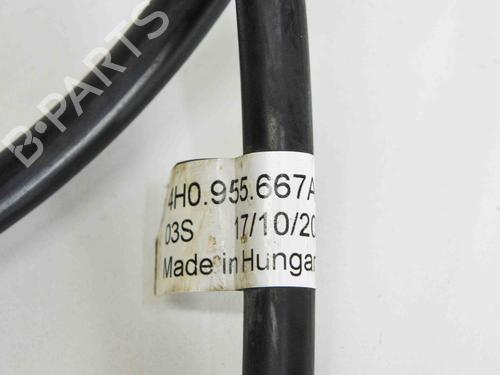 B-PARTS
4H0.955.667A
03S 17/10/20
Made in Hungar